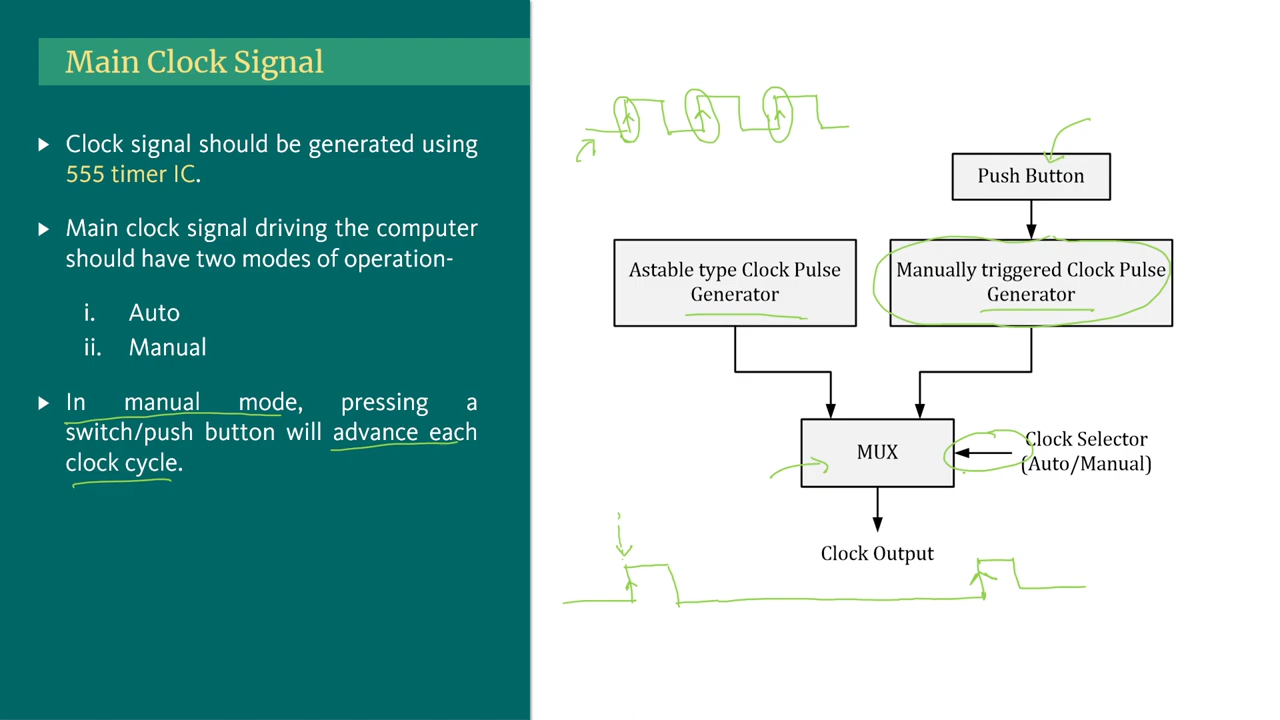 Main Clock Signal
Clock signal should be generated using
555 timer IC.
Main clock signal driving the computer
should have two modes of operation-
i. Auto
ii. Manual
In manual mode, pressing a
switch/push button will advance each
clock cycle.
Push Button
Astable type Clock Pulse
Generator
Manually triggered Clock Pulse
Generator
MUX
Clock Selector
(Auto/Manual)
Clock Output